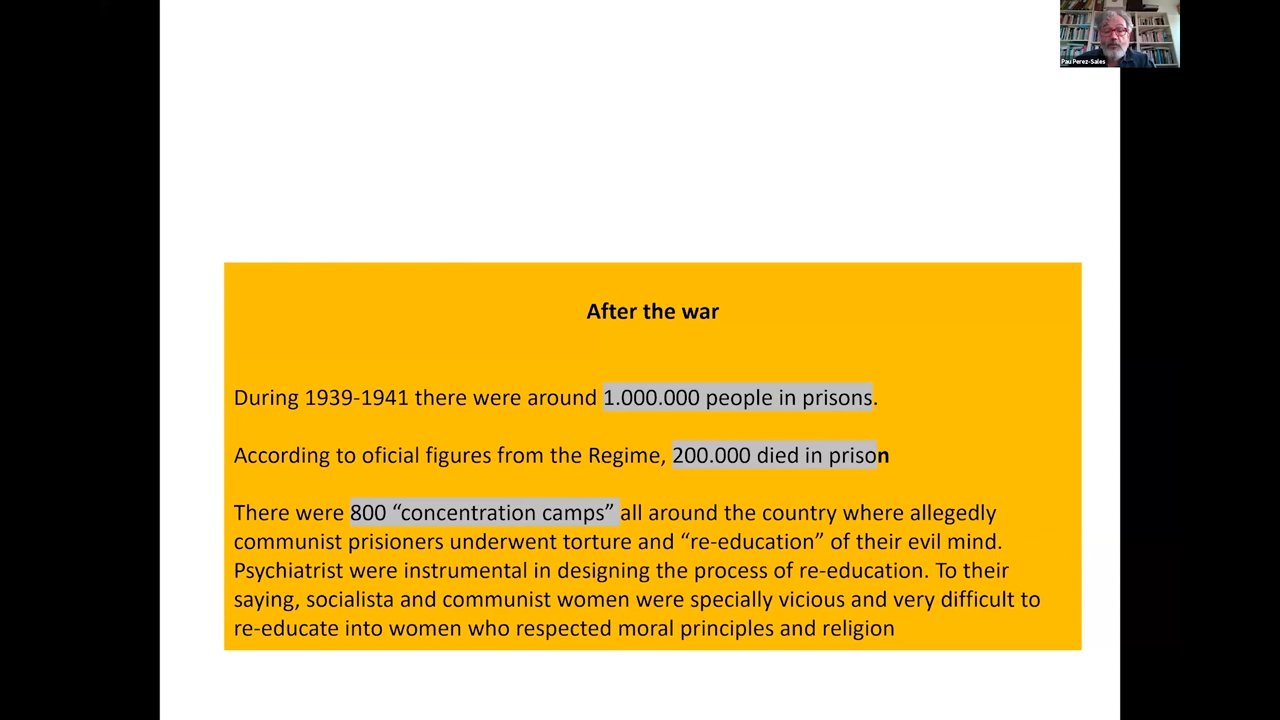 Pau Perez-Sales
After the war
During 1939-1941 there were around 1.000.000 people in prisons.
According to oficial figures from the Regime, 200.000 died in prison
There were 800 “concentration camps” all around the country where allegedly
communist prisioners underwent torture and “re-education” of their evil mind.
Psychiatrist were instrumental in designing the process of re-education. To their
saying, socialista and communist women were specially vicious and very difficult to
re-educate into women who respected moral principles and religion